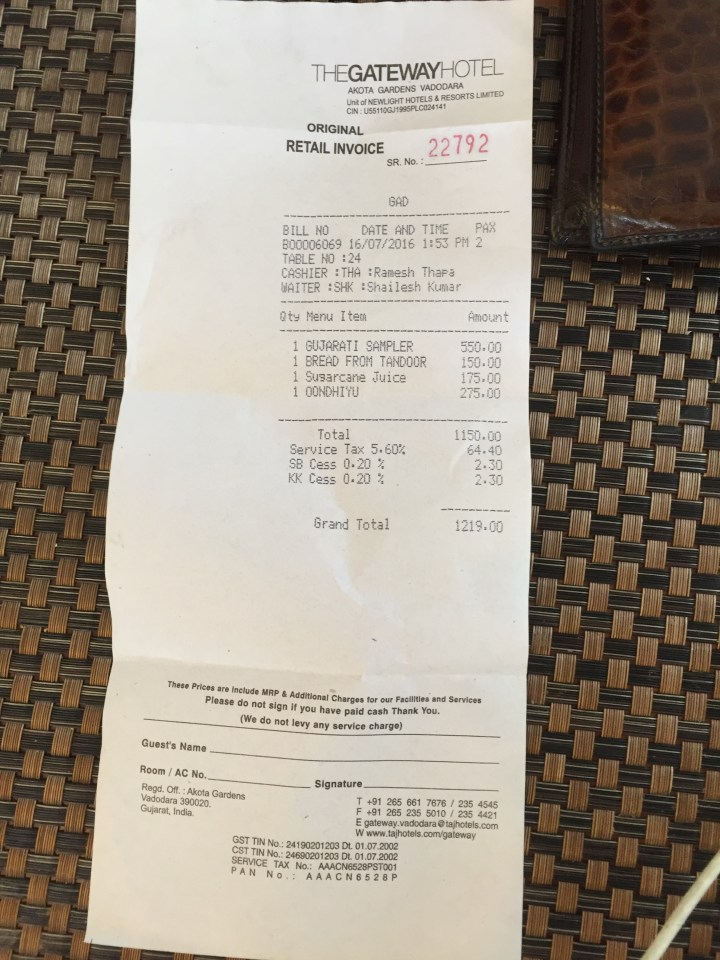 THEGATEWAYHOTEL
AKOTA GARDENS VADODARA
Unit of NEWLIGHT HOTELS & RESORTS LIMITED
CIN : U55110GJ1995PLC024141
ORIGINAL
RETAIL INVOICE
SR. No. : 22792
GAD
BILL NO DATE AND TIME PAX
B00006069 16/07/2016 1:53 PM 2
TABLE NO :24
CASHIER :THA :Ramesh Thapa
WAITER :SHK :Shailesh Kumar
Qty Menu Item Amount
1 GUJARATI SAMPLER 550.00
1 BREAD FROM TANDOOR 150.00
1 Sugarcane Juice 175.00
1 OONDHIYU 275.00
Total 1150.00
Service Tax 5.60% 64.40
SB Cess 0.20 % 2.30
KK Cess 0.20 % 2.30
Grand Total 1219.00
These Prices are include MRP & Additional Charges for our Facilities and Services
Please do not sign if you have paid cash Thank You.
(We do not levy any service charge)
Guest's Name
Room / AC No. Signature
Regd. Off. : Akota Gardens
Vadodara 390020.
Gujarat, India.
T +91 265 661 7676 / 235 4545
F +91 265 235 5010 / 235 4421
E gateway.vadodara@tajhotels.com
W www.tajhotels.com/gateway
GST TIN No.: 24190201203 Dt. 01.07.2002
CST TIN No.: 24690201203 Dt. 01.07.2002
SERVICE TAX No.: AAACN6528PST001
PAN No.: AAACN6528P